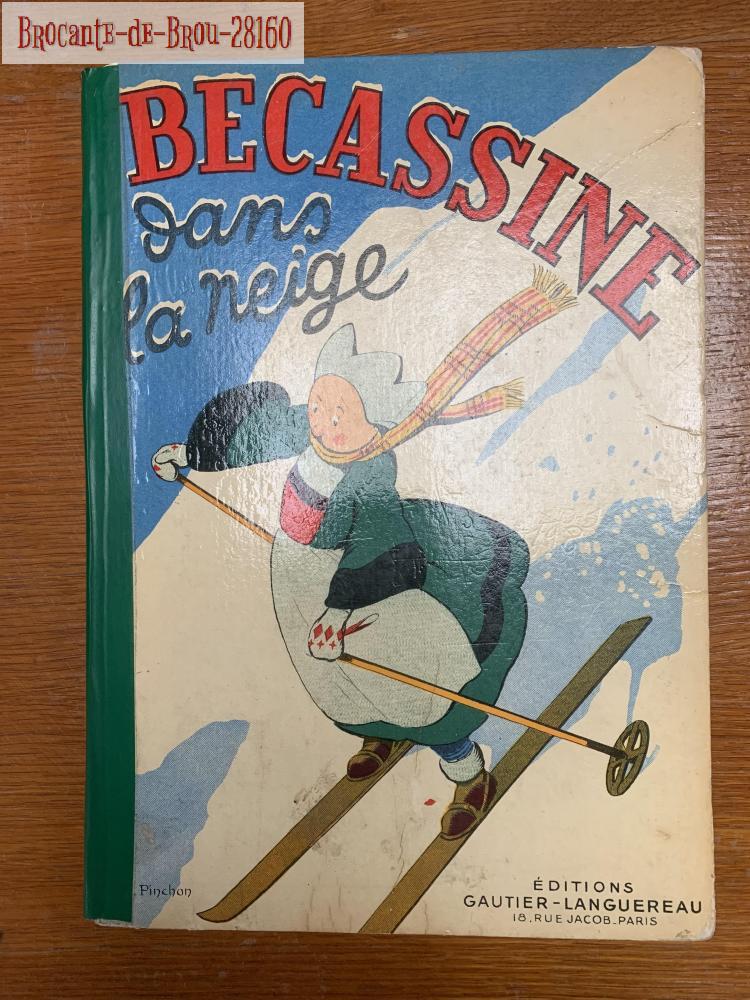 Brocante-de-Brou-28160
BECASSINE
dans
la neige
Pinchon
ÉDITIONS
GAUTIER-LANGUEREAU
18, RUE JACOB-PARIS